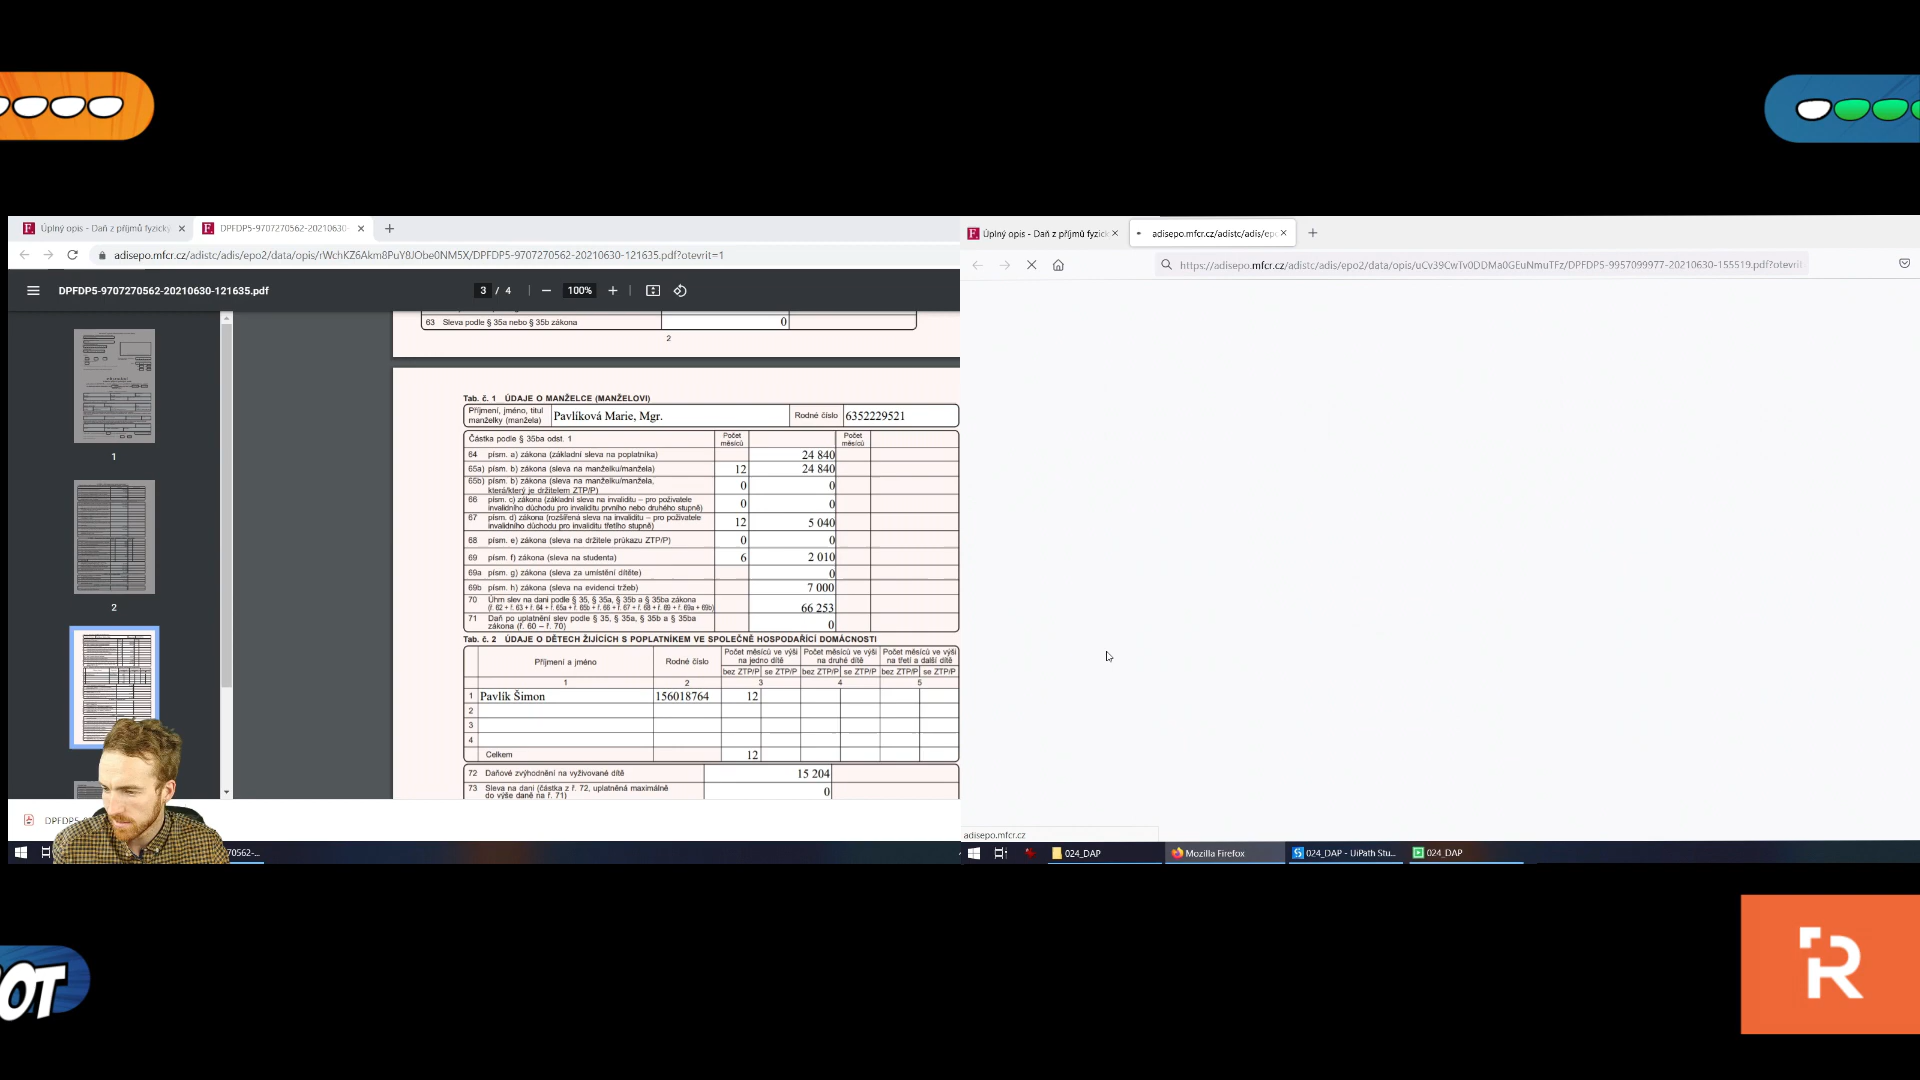 Úplný opis - Daň z příjmů fyzický
DPFDP5-9707270562-20210630-
adisepo.mfcr.cz/adistc/adis/epo2/data/opis/rWchKZ6Akm8PuY8JObe0NM5X/DPFDP5-9707270562-20210630-121635.pdf?otevrit=1
DPFDP5-9707270562-20210630-121635.pdf
3 / 4
100%
63 Sleva podle § 35a nebo § 35b zákona 0
2
Tab. č. 1 ÚDAJE O MANŽELCE (MANŽELOVI)
Příjmení, jméno, titul
manželky (manžela)
Pavlíková Marie, Mgr.
Rodné číslo
6352229521
Částka podle § 35ba odst. 1
Počet
měsíců
Počet
měsíců
64 písm. a) zákona (základní sleva na poplatníka) 24 840
65a) písm. b) zákona (sleva na manželku/manžela) 12 24 840
65b) písm. b) zákona (sleva na manželku/manžela,
která/který je držitelem ZTP/P) 0 0
66 písm. c) zákona (základní sleva na invaliditu – pro poživatele
invalidního důchodu pro invaliditu prvního nebo druhého stupně) 0 0
67 písm. d) zákona (rozšířená sleva na invaliditu – pro poživatele
invalidního důchodu pro invaliditu třetího stupně) 12 5 040
68 písm. e) zákona (sleva na držitele průkazu ZTP/P) 0 0
69 písm. f) zákona (sleva na studenta) 6 2 010
69a písm. g) zákona (sleva za umístění dítěte) 0
69b písm. h) zákona (sleva na evidenci tržeb) 7 000
70 Úhrn slev na dani podle § 35, § 35a, § 35b a § 35ba zákona
(ř. 62 + ř. 63 + ř. 64 + ř. 65a + ř. 65b + ř. 66 + ř. 67 + ř. 68 + ř. 69 + ř. 69a + ř. 69b) 66 253
71 Daň po uplatnění slev podle § 35, § 35a, § 35b a § 35ba
zákona (ř. 60 – ř. 70) 0
Tab. č. 2 ÚDAJE O DĚTECH ŽIJÍCÍCH S POPLATNÍKEM VE SPOLEČNĚ HOSPODAŘÍCÍ DOMÁCNOSTI
Příjmení a jméno
Rodné číslo
Počet měsíců ve výši
na jedno dítě
Počet měsíců ve výši
na druhé dítě
Počet měsíců ve výši
na třetí a další dítě
bez ZTP/P se ZTP/P bez ZTP/P se ZTP/P bez ZTP/P se ZTP/P
1 2 3 4 5
1 Pavlík Šimon 156018764 12
2
3
4
Celkem 12
72 Daňové zvýhodnění na vyživované dítě 15 204
73 Sleva na dani (částka z ř. 72, uplatněná maximálně
do výše daně na ř. 71) 0
1
2
DPFDP5
70562-...
Úplný opis - Daň z příjmů fyzick
adisepo.mfcr.cz/adistc/adis/ep
https://adisepo.mfcr.cz/adistc/adis/epo2/data/opis/uCv39CwTv0DDMa0GEuNmuTFz/DPFDP5-9957099977-20210630-155519.pdf?otevrit
adisepo.mfcr.cz
024_DAP
Mozilla Firefox
024_DAP - UiPath Stu...
024_DAP
OT
R